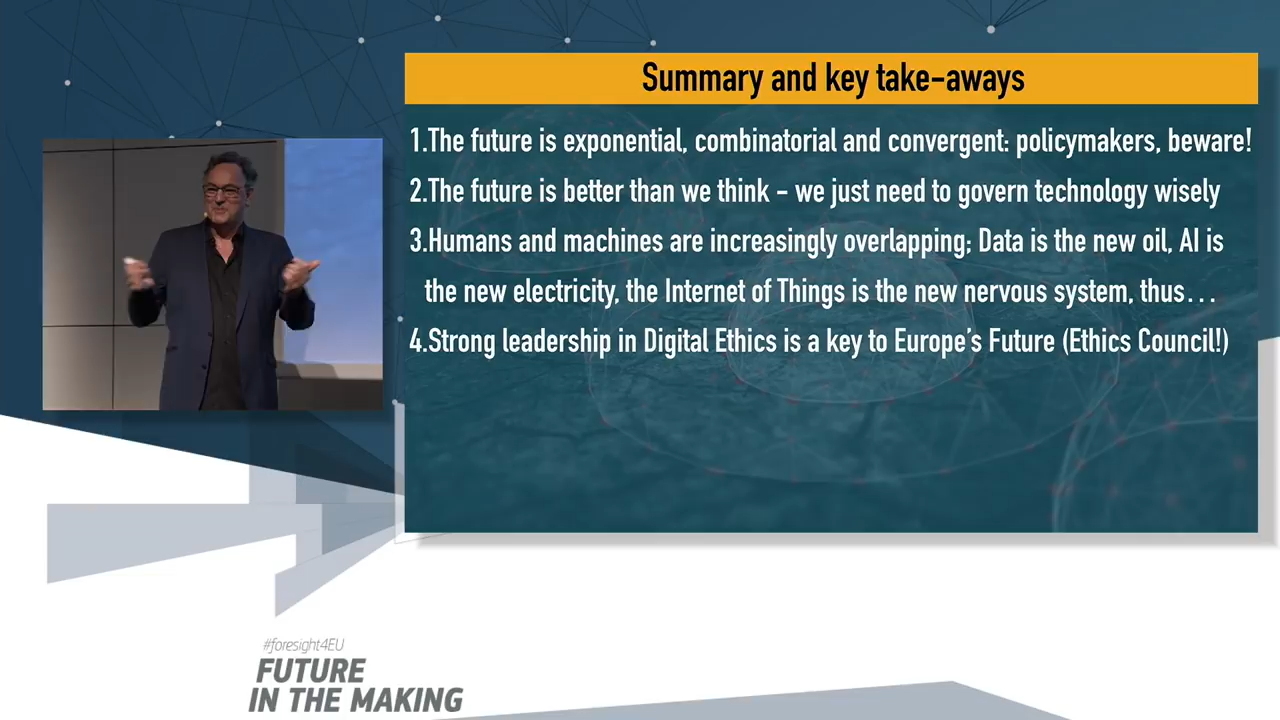 Summary and key take-aways
1.The future is exponential, combinatorial and convergent: policymakers, beware!
2.The future is better than we think - we just need to govern technology wisely
3.Humans and machines are increasingly overlapping; Data is the new oil, AI is
the new electricity, the Internet of Things is the new nervous system, thus...
4.Strong leadership in Digital Ethics is a key to Europe's Future (Ethics Council!)
#foresight4EU
FUTURE
IN THE MAKING